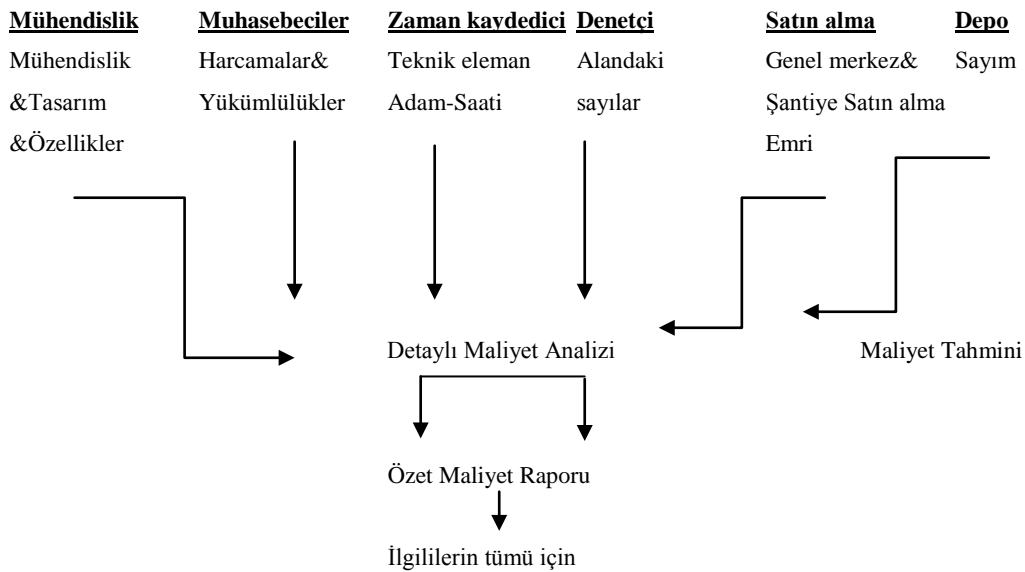 Mühendislik Muhasebeciler Zaman kaydedici Denetçi Satın alma Depo
Mühendislik Harcamalar& Teknik eleman Alandaki Genel merkez& Sayım
&Tasarım Yükümlülükler Adam-Saati sayılar Şantiye Satın alma
&Özellikler Emri
Detaylı Maliyet Analizi Maliyet Tahmini
Özet Maliyet Raporu
İlgililerin tümü için